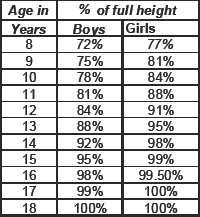 Age in % of full height
Years Boys Girls
8 72% 77%
9 75% 81%
10 78% 84%
11 81% 88%
12 84% 91%
13 88% 95%
14 92% 98%
15 95% 99%
16 98% 99.50%
17 99% 100%
18 100% 100%